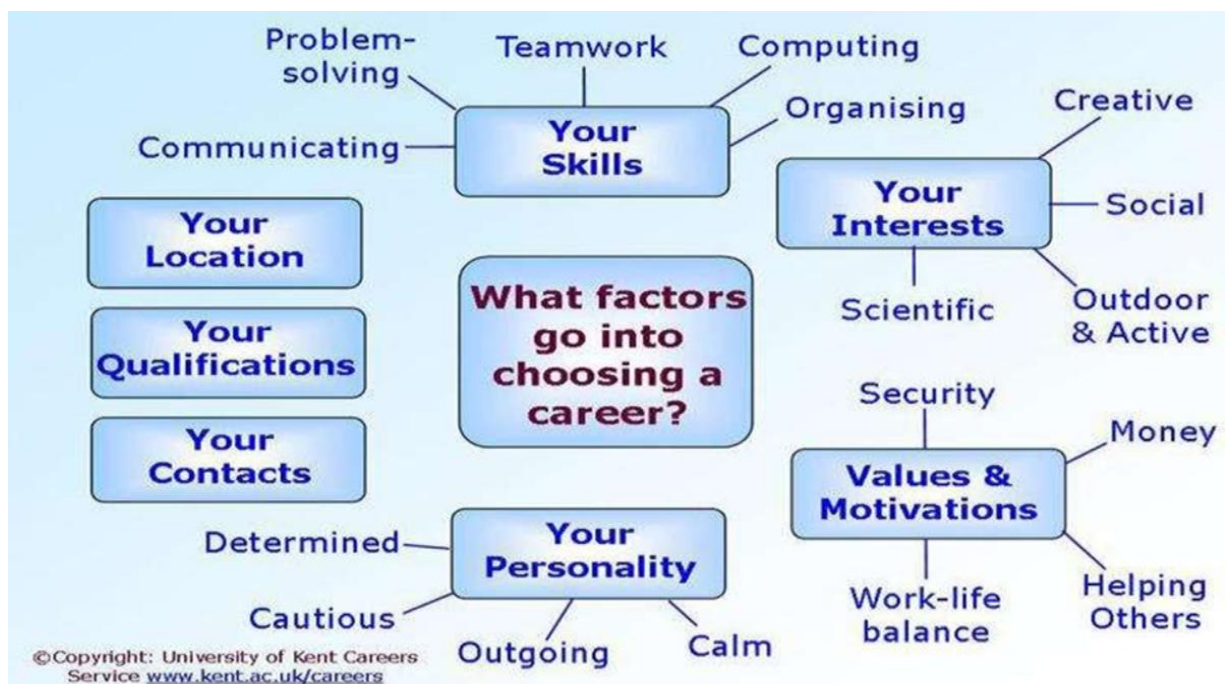 Problem-
solving
Teamwork
Computing
Communicating
Organising
Your
Skills
Creative
Your
Interests
Social
Scientific
Outdoor
& Active
Your
Location
Your
Qualifications
Your
Contacts
What factors
go into
choosing a
career?
Security
Money
Values &
Motivations
Work-life
balance
Helping
Others
Your
Personality
Determined
Cautious
Outgoing
Calm
©Copyright: University of Kent Careers
Service www.kent.ac.uk/careers